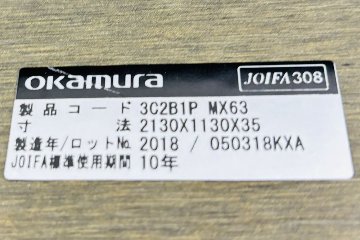 okamura
JOIFA308
製品コード 3C2B1P MX63
寸法 2130X1130X35
製造年/ロットNo. 2018 / 050318KXA
JOIFA標準使用期間 10年